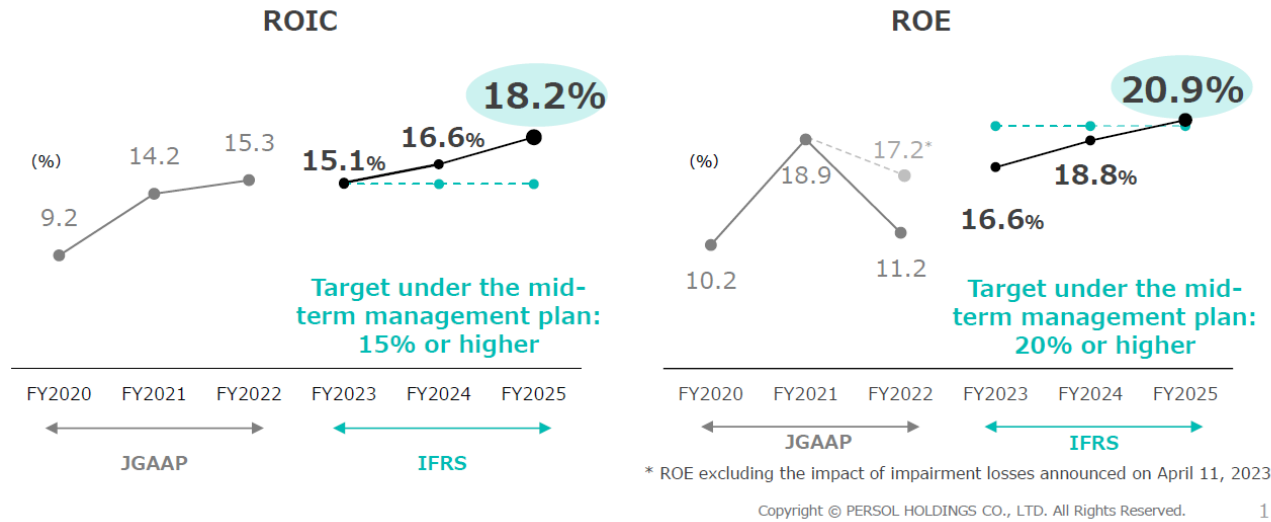 ROIC
18.2%
16.6%
15.1%
15.3
14.2
(%)
9.2
Target under the mid-
term management plan:
15% or higher
FY2020 FY2021 FY2022 FY2023 FY2024 FY2025
JGAAP IFRS
ROE
20.9%
17.2*
(%)
18.9
18.8%
16.6%
10.2
11.2
Target under the mid-
term management plan:
20% or higher
FY2020 FY2021 FY2022 FY2023 FY2024 FY2025
JGAAP IFRS
* ROE excluding the impact of impairment losses announced on April 11, 2023
Copyright © PERSOL HOLDINGS CO., LTD. All Rights Reserved. 1